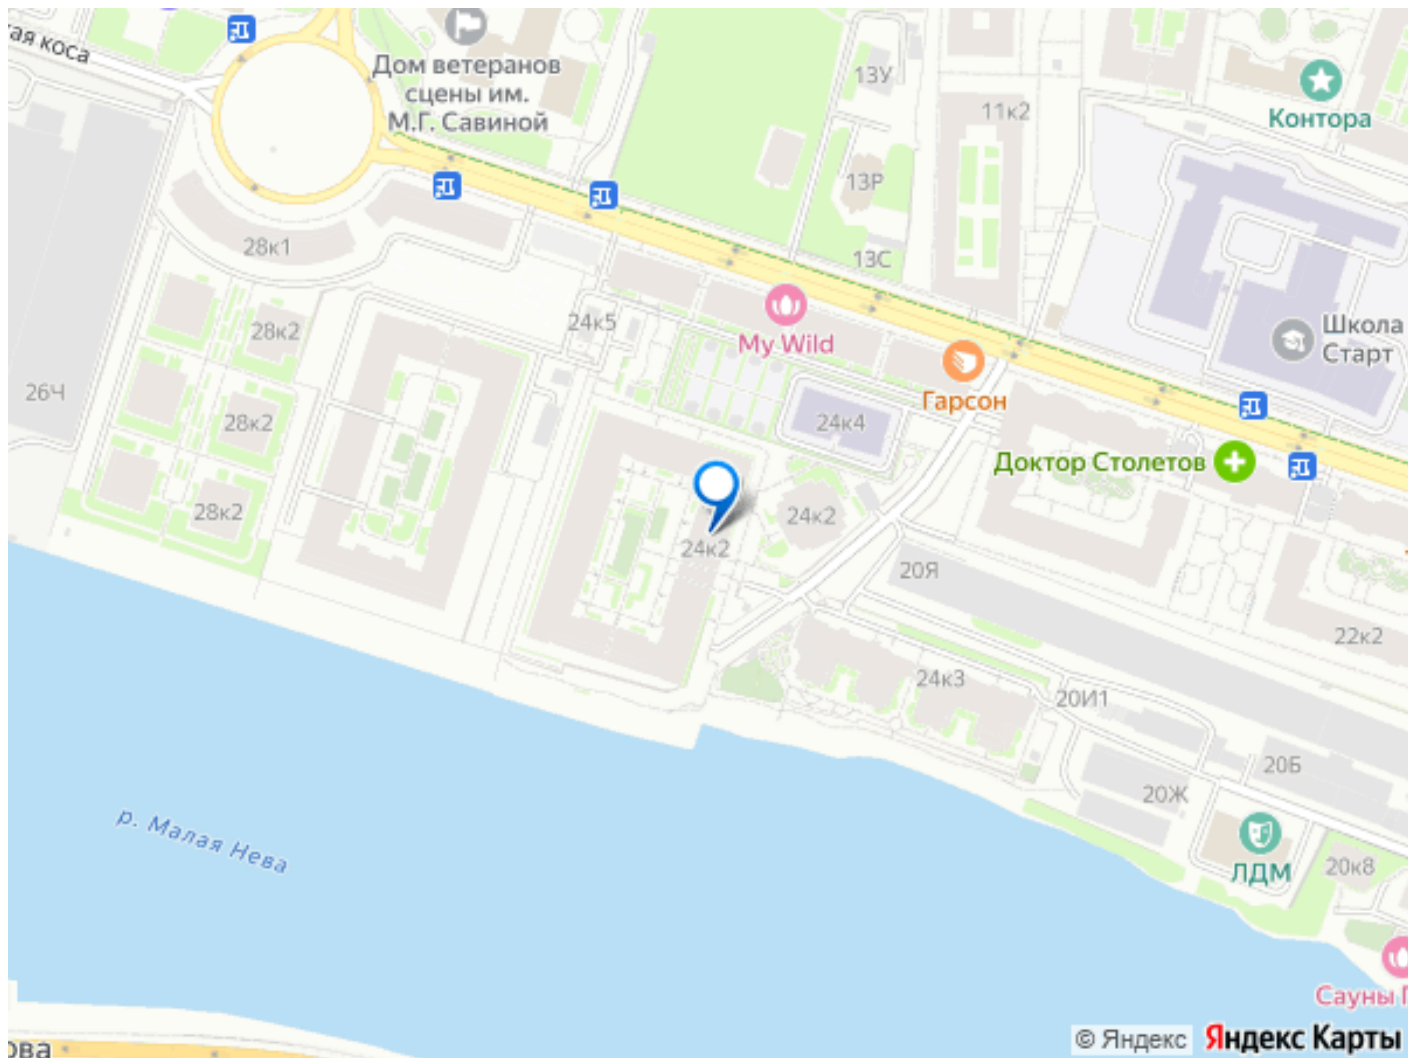 ая коса
Дом ветеранов
сцены им.
М.Г. Савиной
13У
11к2
Контора
13Р
28к1
13С
24к5
28к2
My Wild
Школа
Старт
26Ч
Гарсон
28к2
24к4
Доктор Столетов
28к2
24к2
24к2
20Я
22к2
24к3
20И1
20Б
20Ж
р. Малая Нева
ЛДМ
20к8
Сауны
© Яндекс
Яндекс Карты
ова